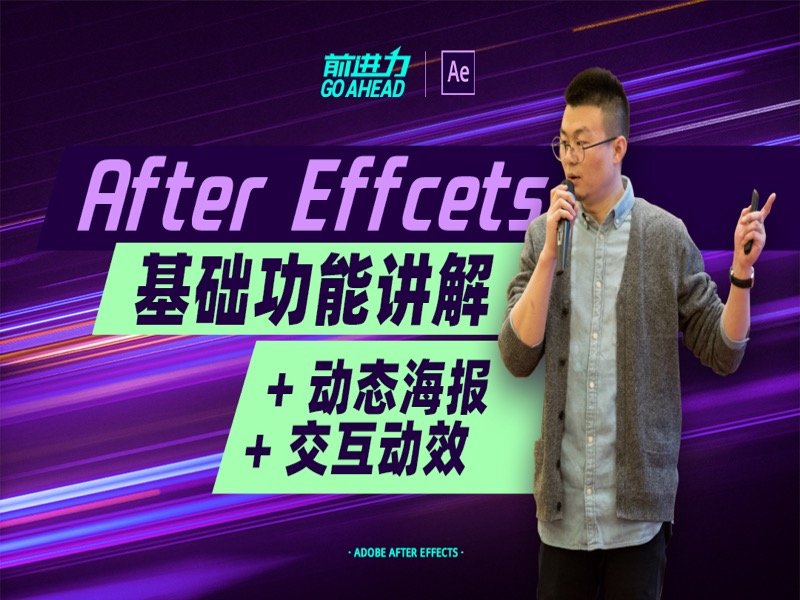 前进力
GO AHEAD
Ae
After Effcets
基础功能讲解
+ 动态海报
+ 交互动效
· ADOBE AFTER EFFECTS ·